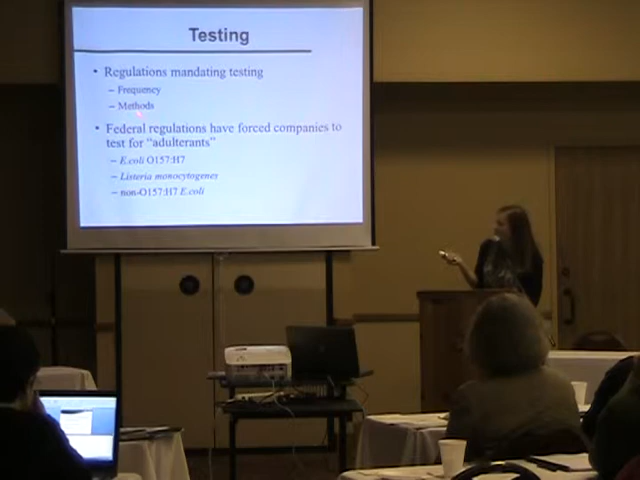 Testing
• Regulations mandating testing
– Frequency
– Methods
• Federal regulations have forced companies to
test for "adulterants"
– E.coli O157:H7
– Listeria monocytogenes
– non-O157:H7 E.coli